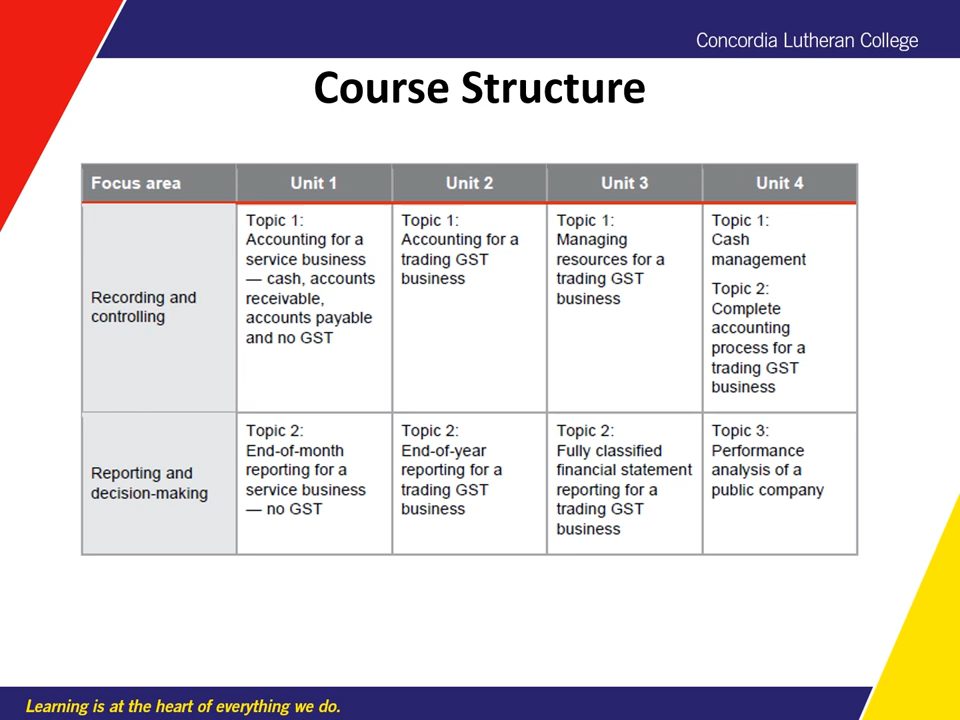 Concordia Lutheran College
Course Structure
Focus area
Unit 1
Unit 2
Unit 3
Unit 4
Recording and
controlling
Topic 1:
Accounting for a
service business
— cash, accounts
receivable,
accounts payable
and no GST
Topic 1:
Accounting for a
trading GST
business
Topic 1:
Managing
resources for a
trading GST
business
Topic 1:
Cash
management
Topic 2:
Complete
accounting
process for a
trading GST
business
Reporting and
decision-making
Topic 2:
End-of-month
reporting for a
service business
— no GST
Topic 2:
End-of-year
reporting for a
trading GST
business
Topic 2:
Fully classified
financial statement
reporting for a
trading GST
business
Topic 3:
Performance
analysis of a
public company
Learning is at the heart of everything we do.